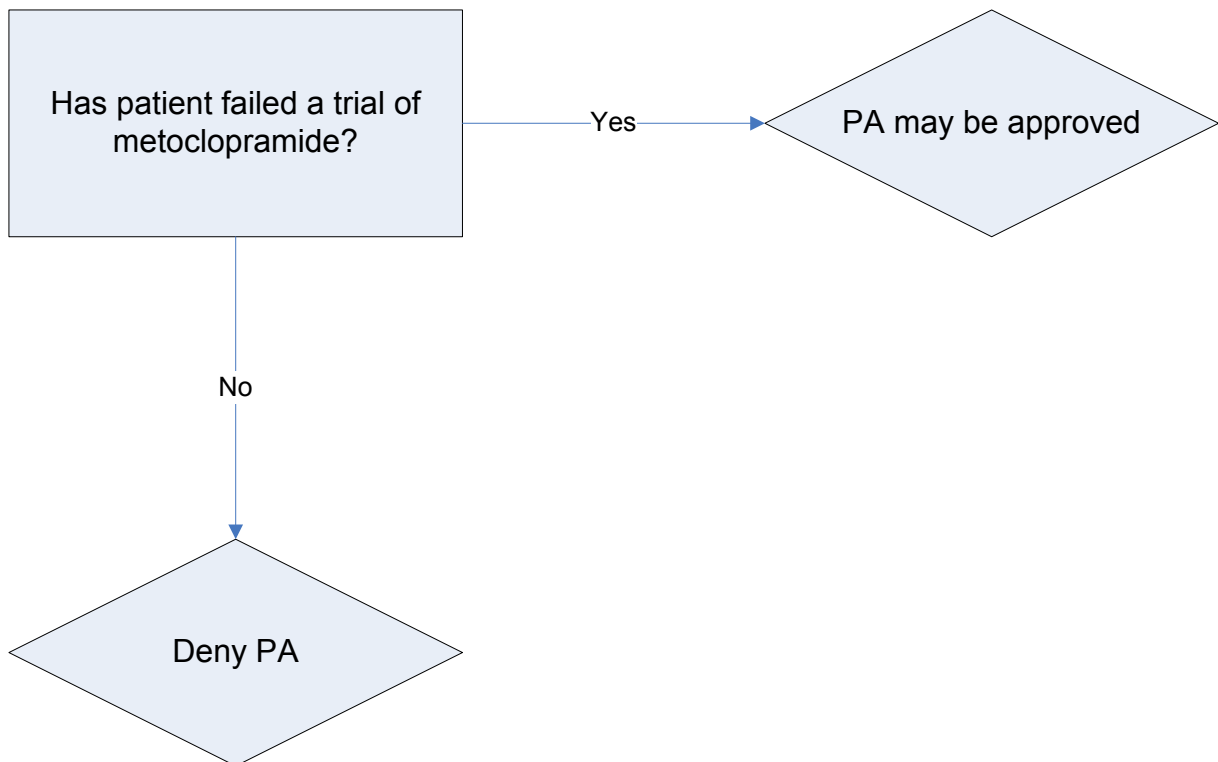 Has patient failed a trial of
metoclopramide?
Yes
PA may be approved
No
Deny PA